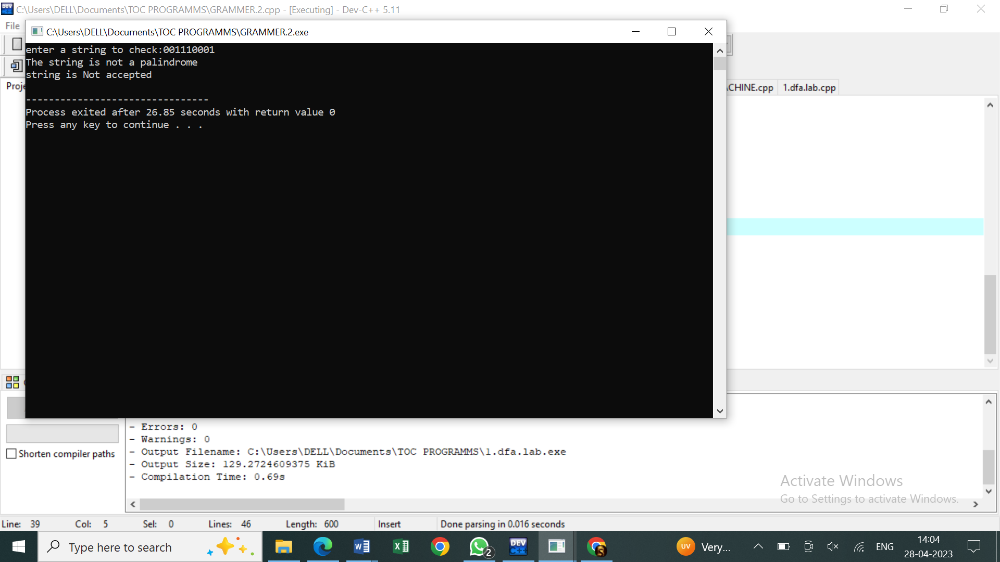 C:\Users\DELL\Documents\TOC PROGRAMMS\GRAMMER.2.cpp - [Executing] - Dev-C++ 5.11
File
C:\Users\DELL\Documents\TOC PROGRAMMS\GRAMMER.2.exe
enter a string to check:001110001
The string is not a palindrome
string is Not accepted
--------------------------------
Process exited after 26.85 seconds with return value 0
Press any key to continue . . .
Proje
CHINE.cpp
1.dfa.lab.cpp
Shorten compiler paths
- Errors: 0
- Warnings: 0
- Output Filename: C:\Users\DELL\Documents\TOC PROGRAMMS\1.dfa.lab.exe
- Output Size: 129.2724609375 KiB
- Compilation Time: 0.69s
Activate Windows
Go to Settings to activate Windows.
Line: 39 Col: 5 Sel: 0 Lines: 46 Length: 600 Insert Done parsing in 0.016 seconds
Type here to search
W
X
2
DEV
C++
S
UV
Very...
ENG
14:04
28-04-2023